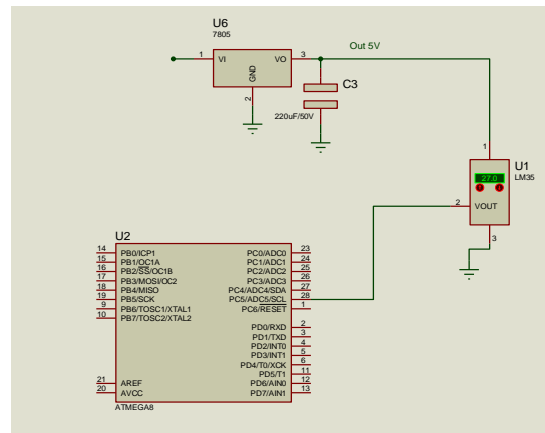 U6
7805
1 VI VO 3
GND
2
Out 5V
C3
220uF/50V
1
U1
LM35
27.0
2 VOUT
3
U2
14 PB0/ICP1 PC0/ADC0 23
15 PB1/OC1A PC1/ADC1 24
16 PB2/SS/OC1B PC2/ADC2 25
17 PB3/MOSI/OC2 PC3/ADC3 26
18 PB4/MISO PC4/ADC4/SDA 27
19 PB5/SCK PC5/ADC5/SCL 28
9 PB6/TOSC1/XTAL1 PC6/RESET 1
10 PB7/TOSC2/XTAL2
PD0/RXD 2
PD1/TXD 3
PD2/INT0 4
PD3/INT1 5
PD4/T0/XCK 6
PD5/T1 11
21 AREF PD6/AIN0 12
20 AVCC PD7/AIN1 13
ATMEGA8